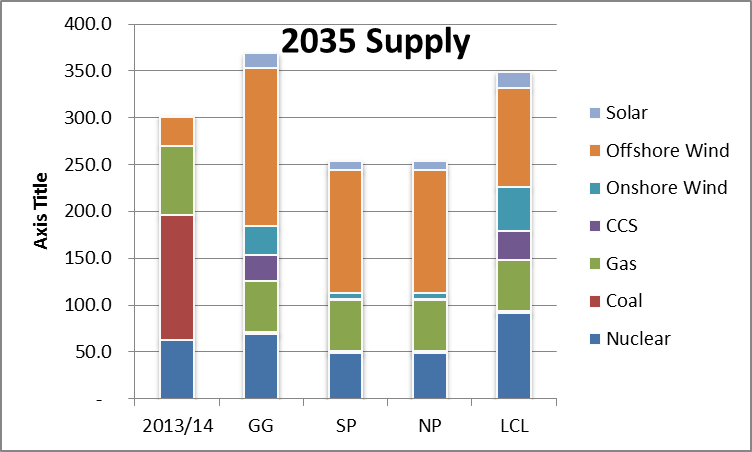 2035 Supply
400.0
350.0
300.0
250.0
200.0
150.0
100.0
50.0
-
Axis Title
2013/14 GG SP NP LCL
Solar
Offshore Wind
Onshore Wind
CCS
Gas
Coal
Nuclear